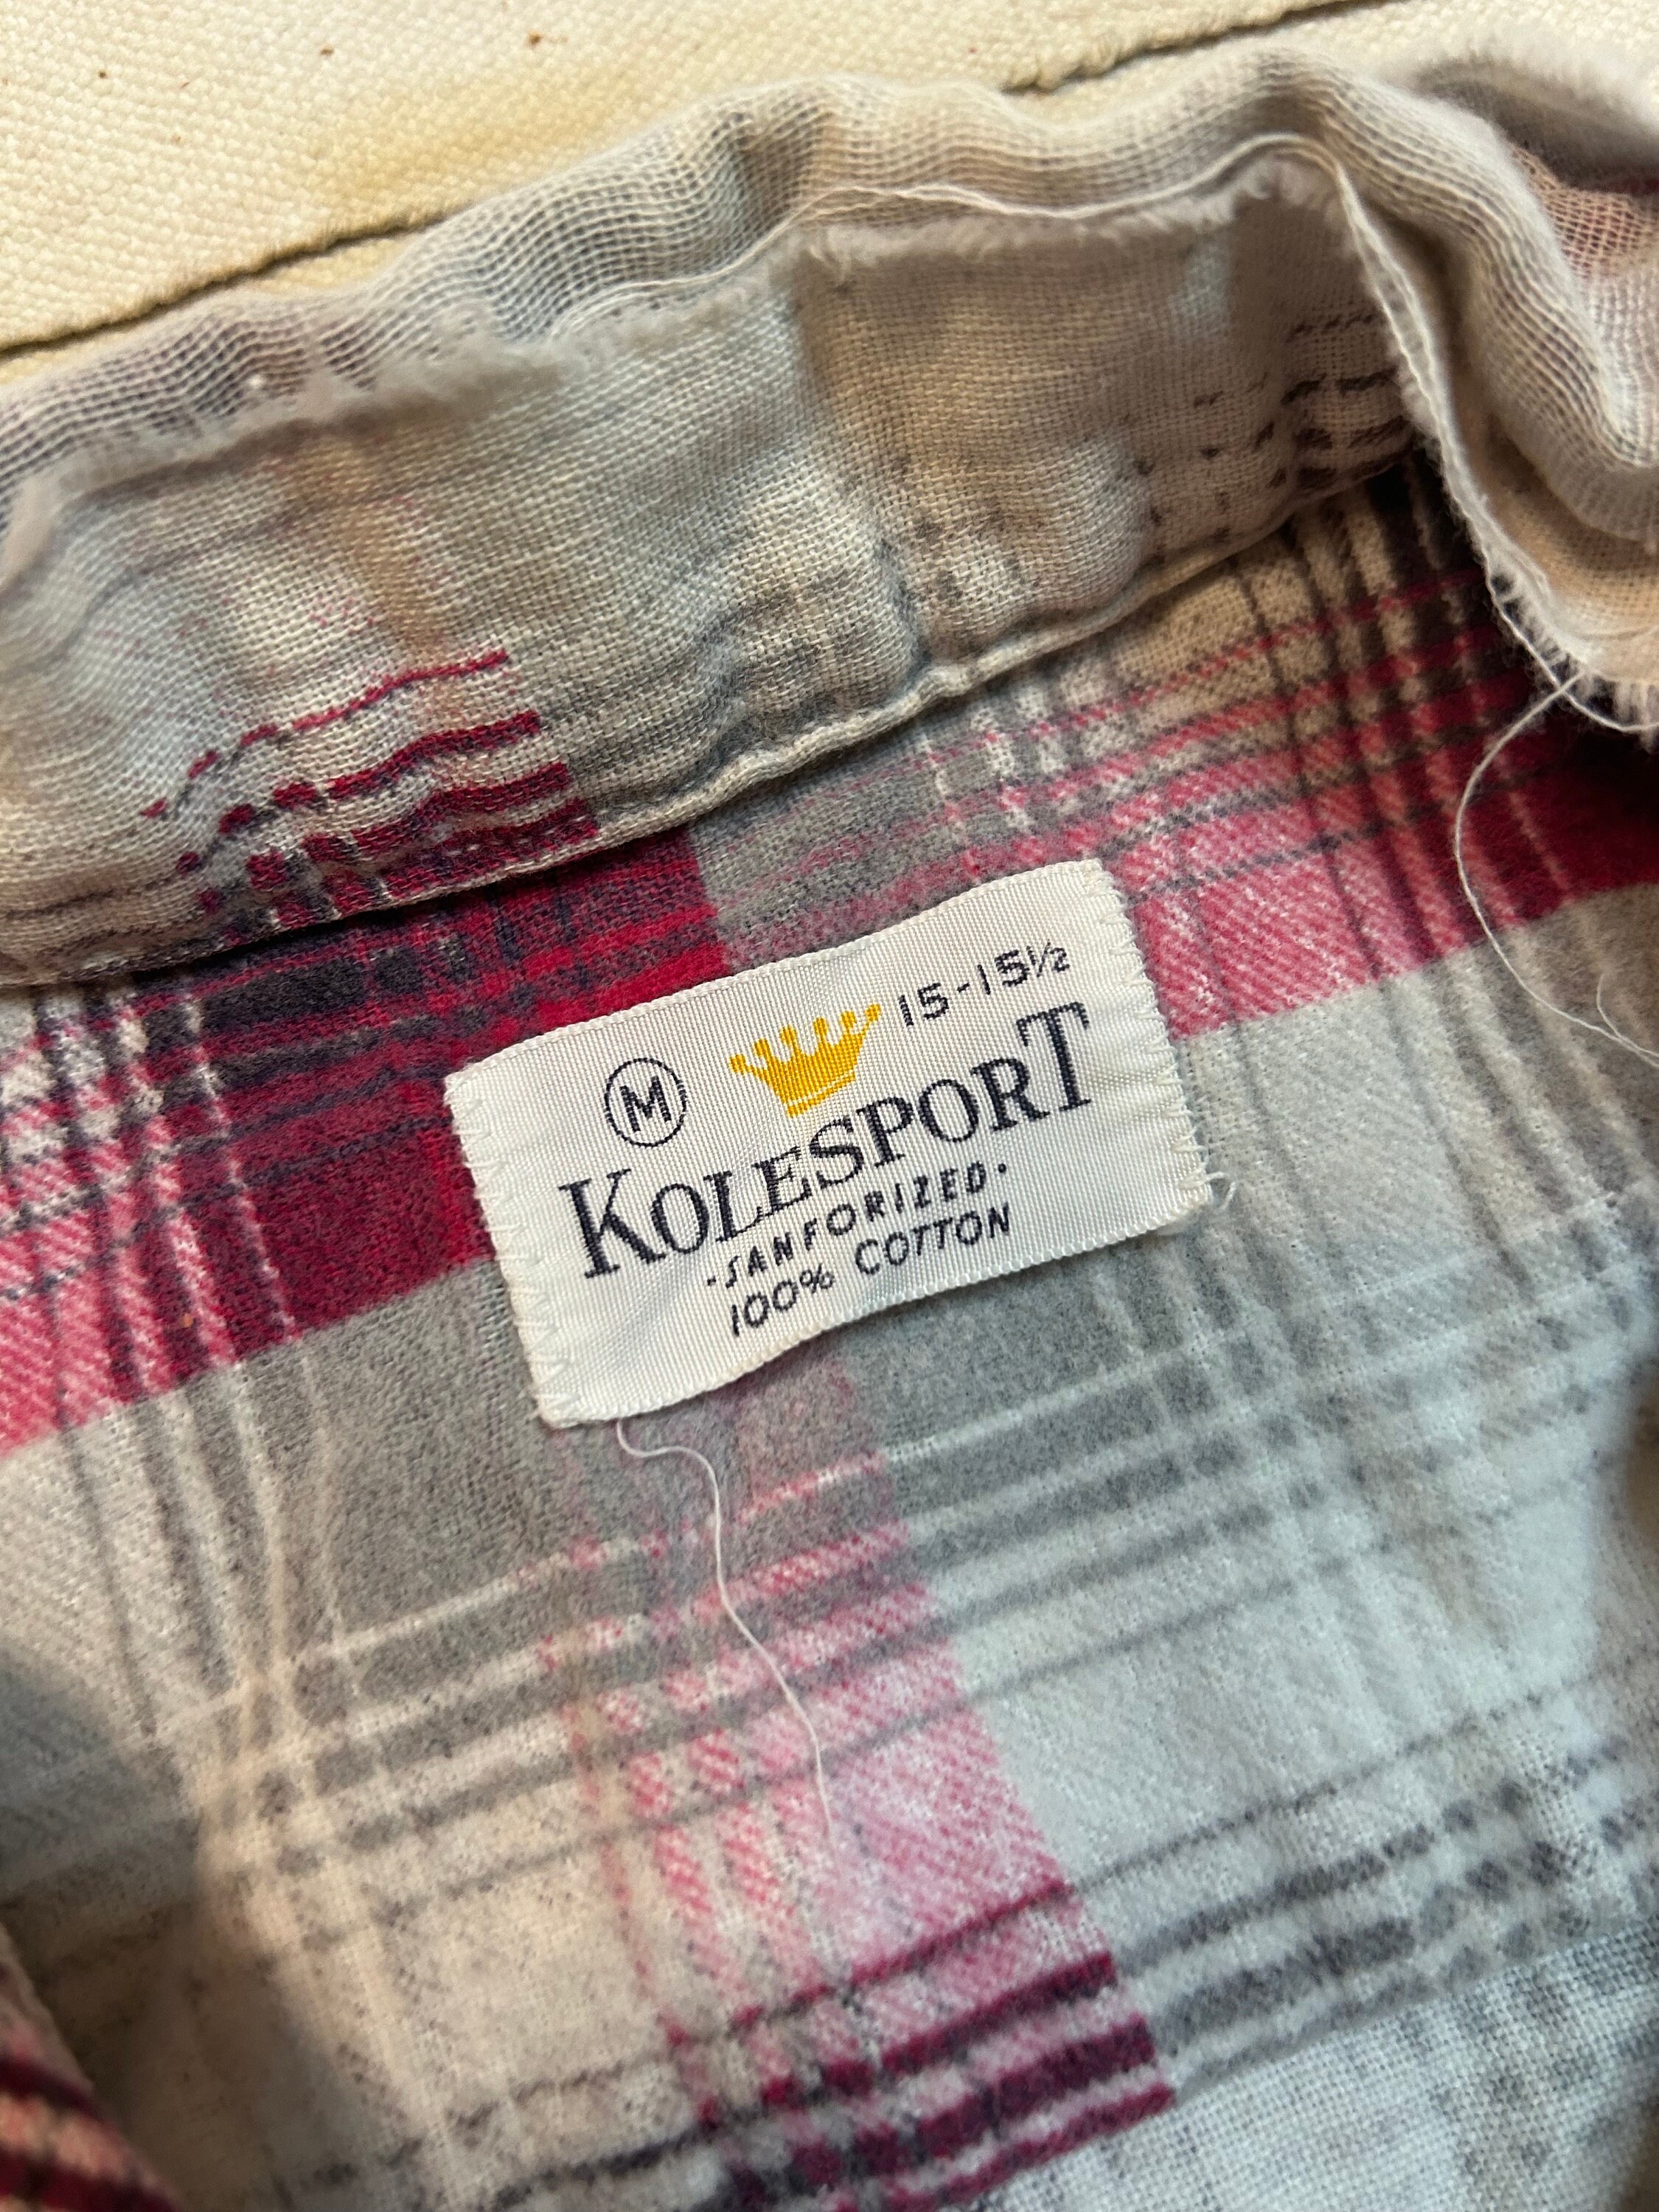 M 15-15½
KOLESPORT
·SANFORIZED·
100% COTTON